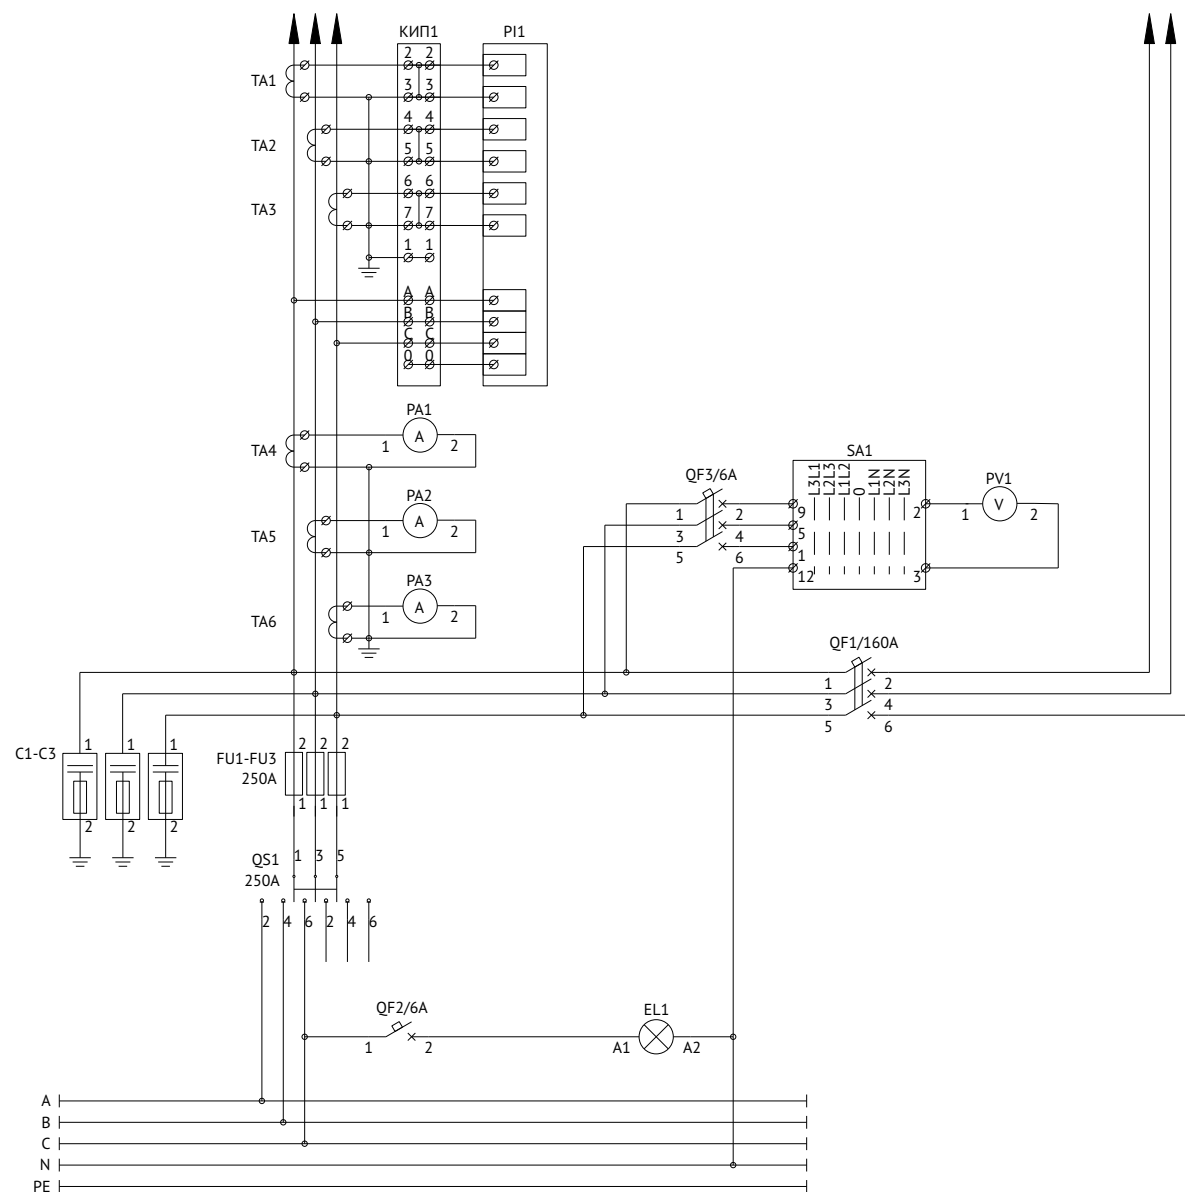 КИП1 PI1
2 2
TA1
3 3
4 4
TA2
5 5
6 6
TA3
7 7
1 1
A A
B B
C C
0 0
PA1
A
1 2
TA4
PA2
A
1 2
TA5
PA3
A
1 2
TA6
SA1
QF3/6A
L3L1 L2L3 L1L2 0 L1N L2N L3N
PV1
V
1 2 9 2 1 2
3 4 5
5 6 1
12 3
QF1/160A
1 2
3 4
5 6
C1-C3
1 1 1
2 2 2
FU1-FU3
250A
2 2 2
1 1 1
QS1
250A
1 3 5
2 4 6 2 4 6
QF2/6A
1 2
EL1
A1 A2
A
B
C
N
PE